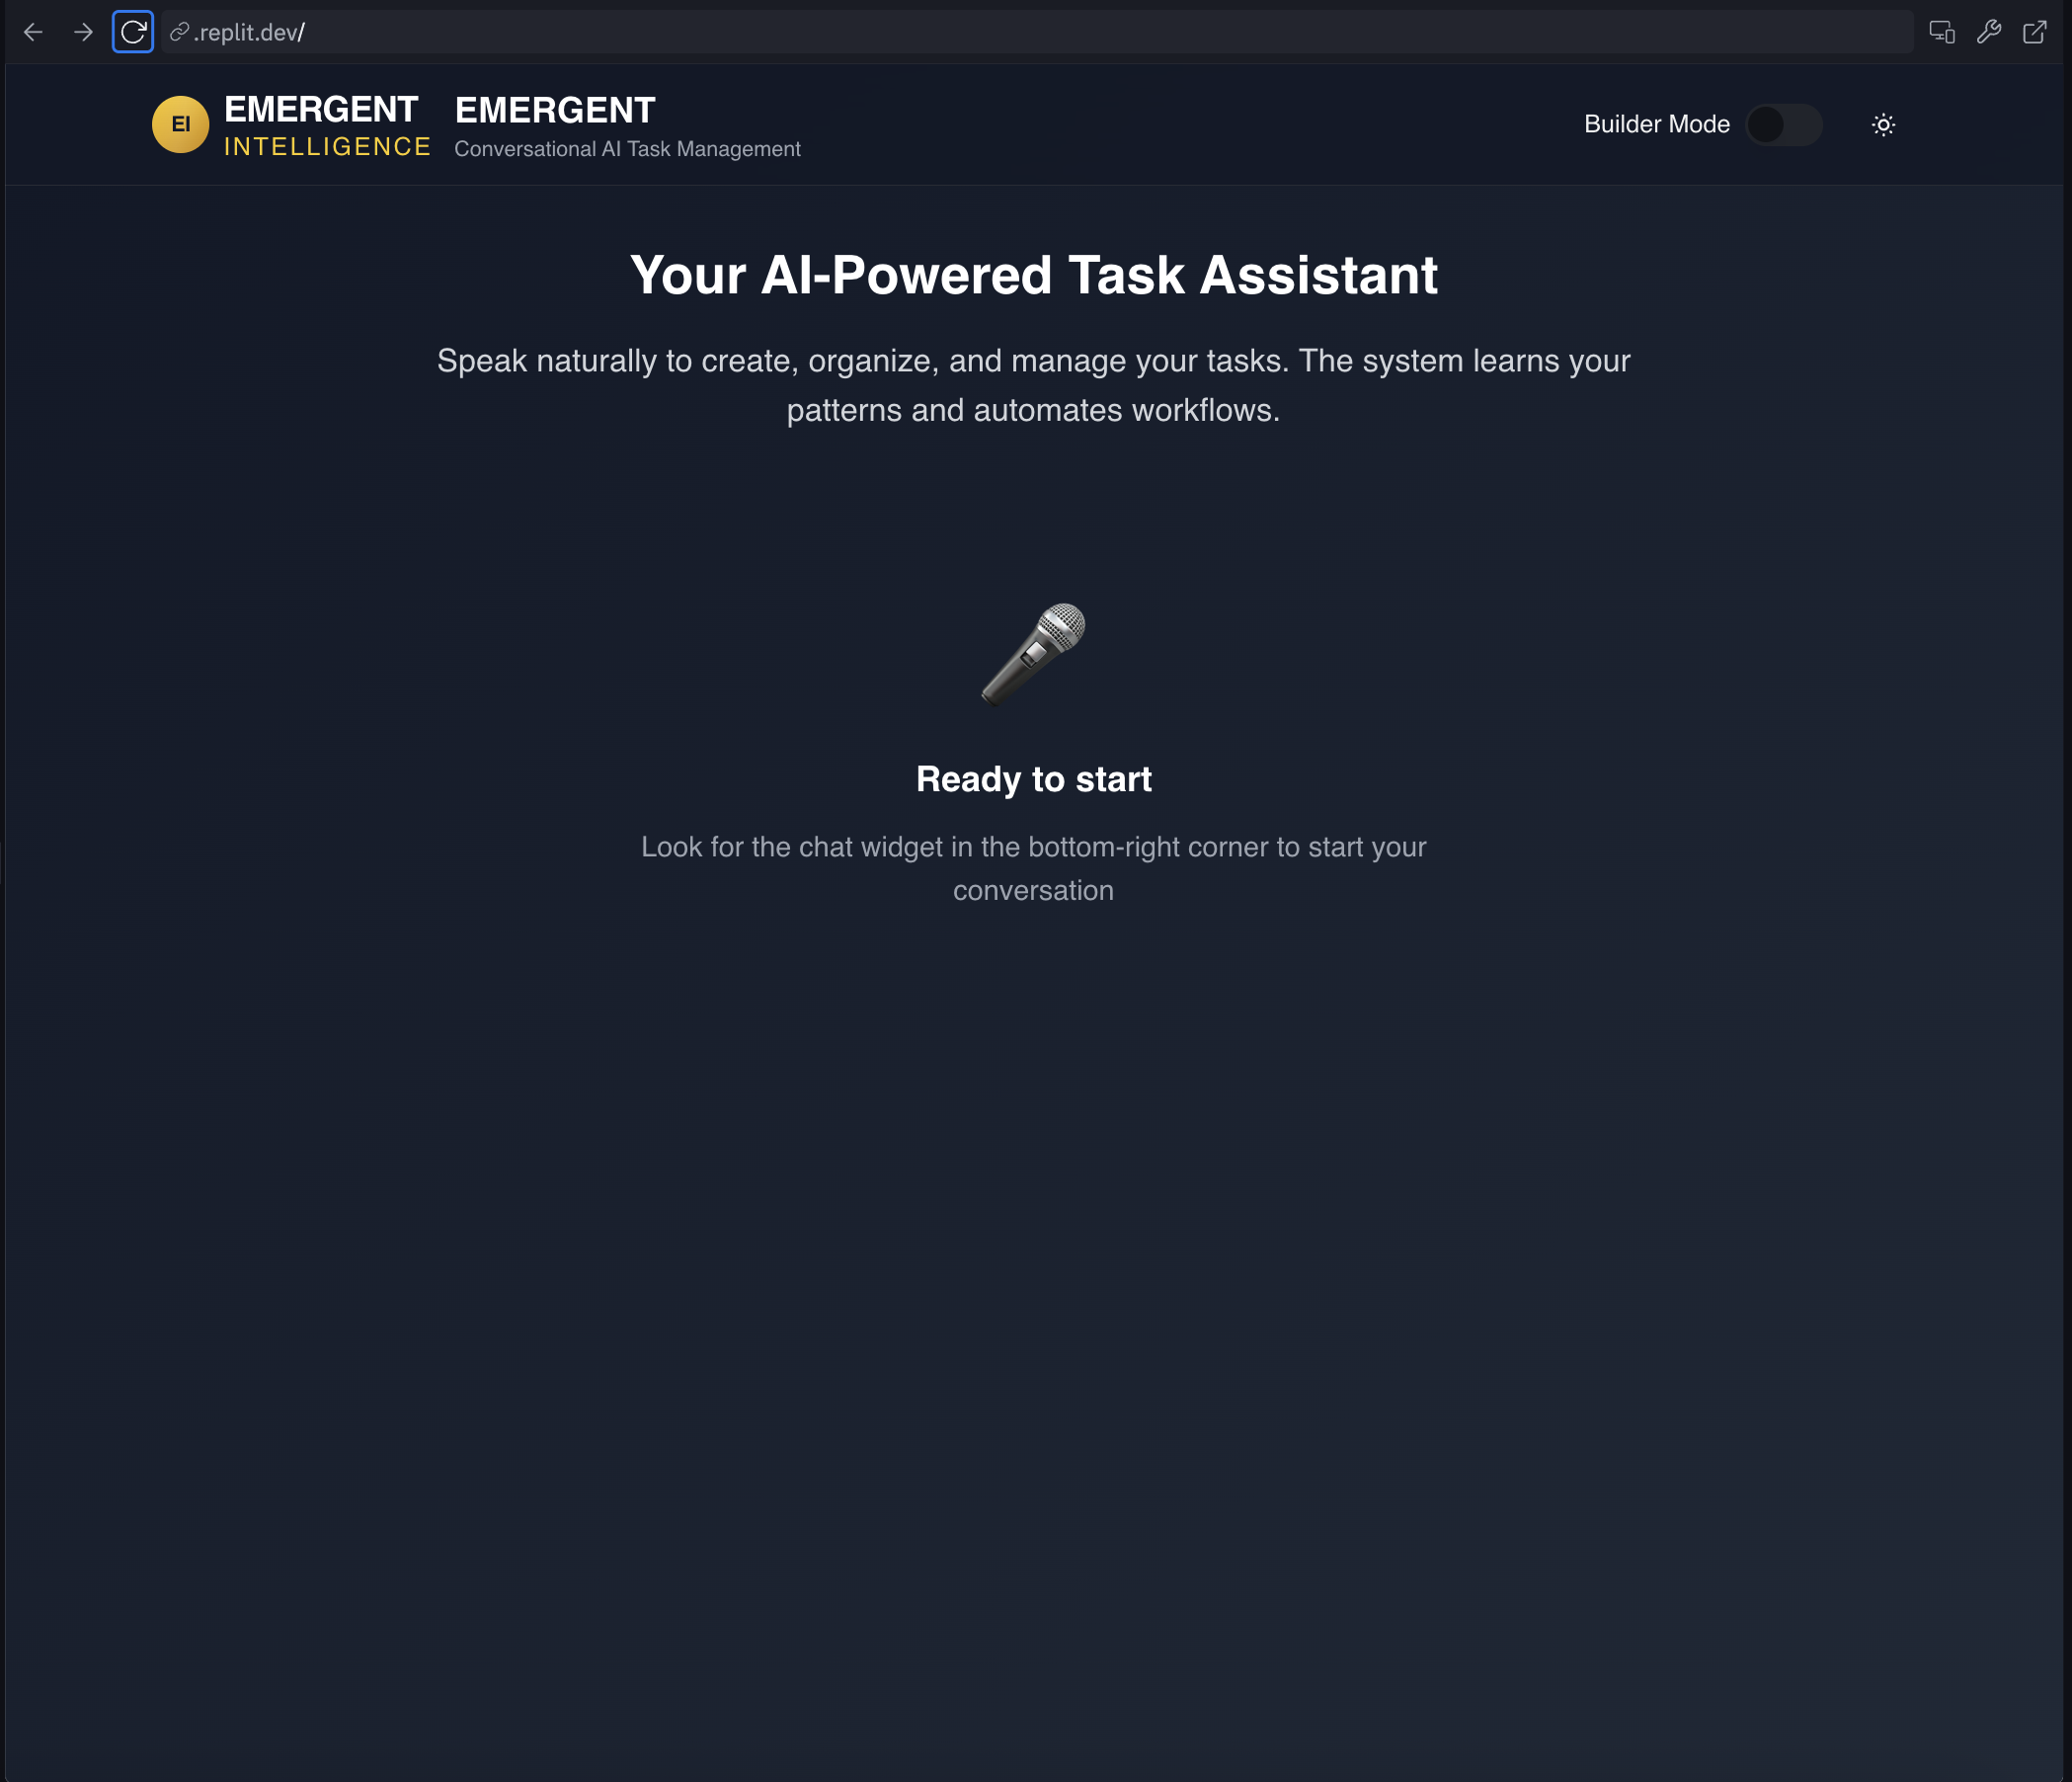 .replit.dev/
EI
EMERGENT
INTELLIGENCE
EMERGENT
Conversational AI Task Management
Builder Mode
Your AI-Powered Task Assistant
Speak naturally to create, organize, and manage your tasks. The system learns your
patterns and automates workflows.
Ready to start
Look for the chat widget in the bottom-right corner to start your
conversation